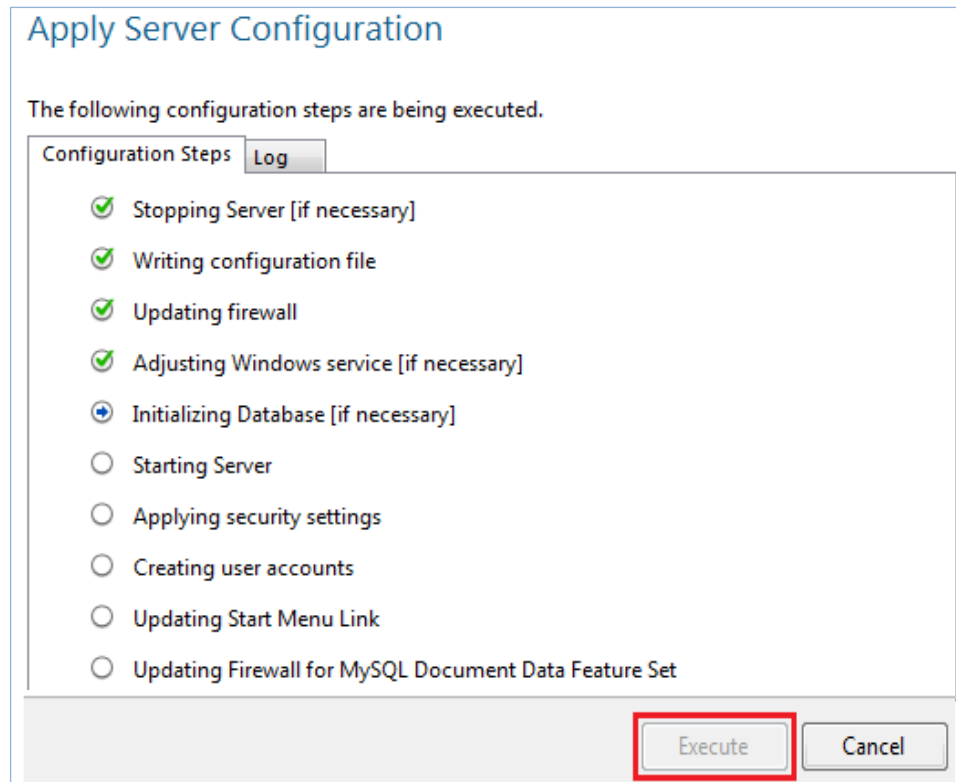 Apply Server Configuration
The following configuration steps are being executed.
Configuration Steps Log
Stopping Server [if necessary]
Writing configuration file
Updating firewall
Adjusting Windows service [if necessary]
Initializing Database [if necessary]
Starting Server
Applying security settings
Creating user accounts
Updating Start Menu Link
Updating Firewall for MySQL Document Data Feature Set
Execute Cancel